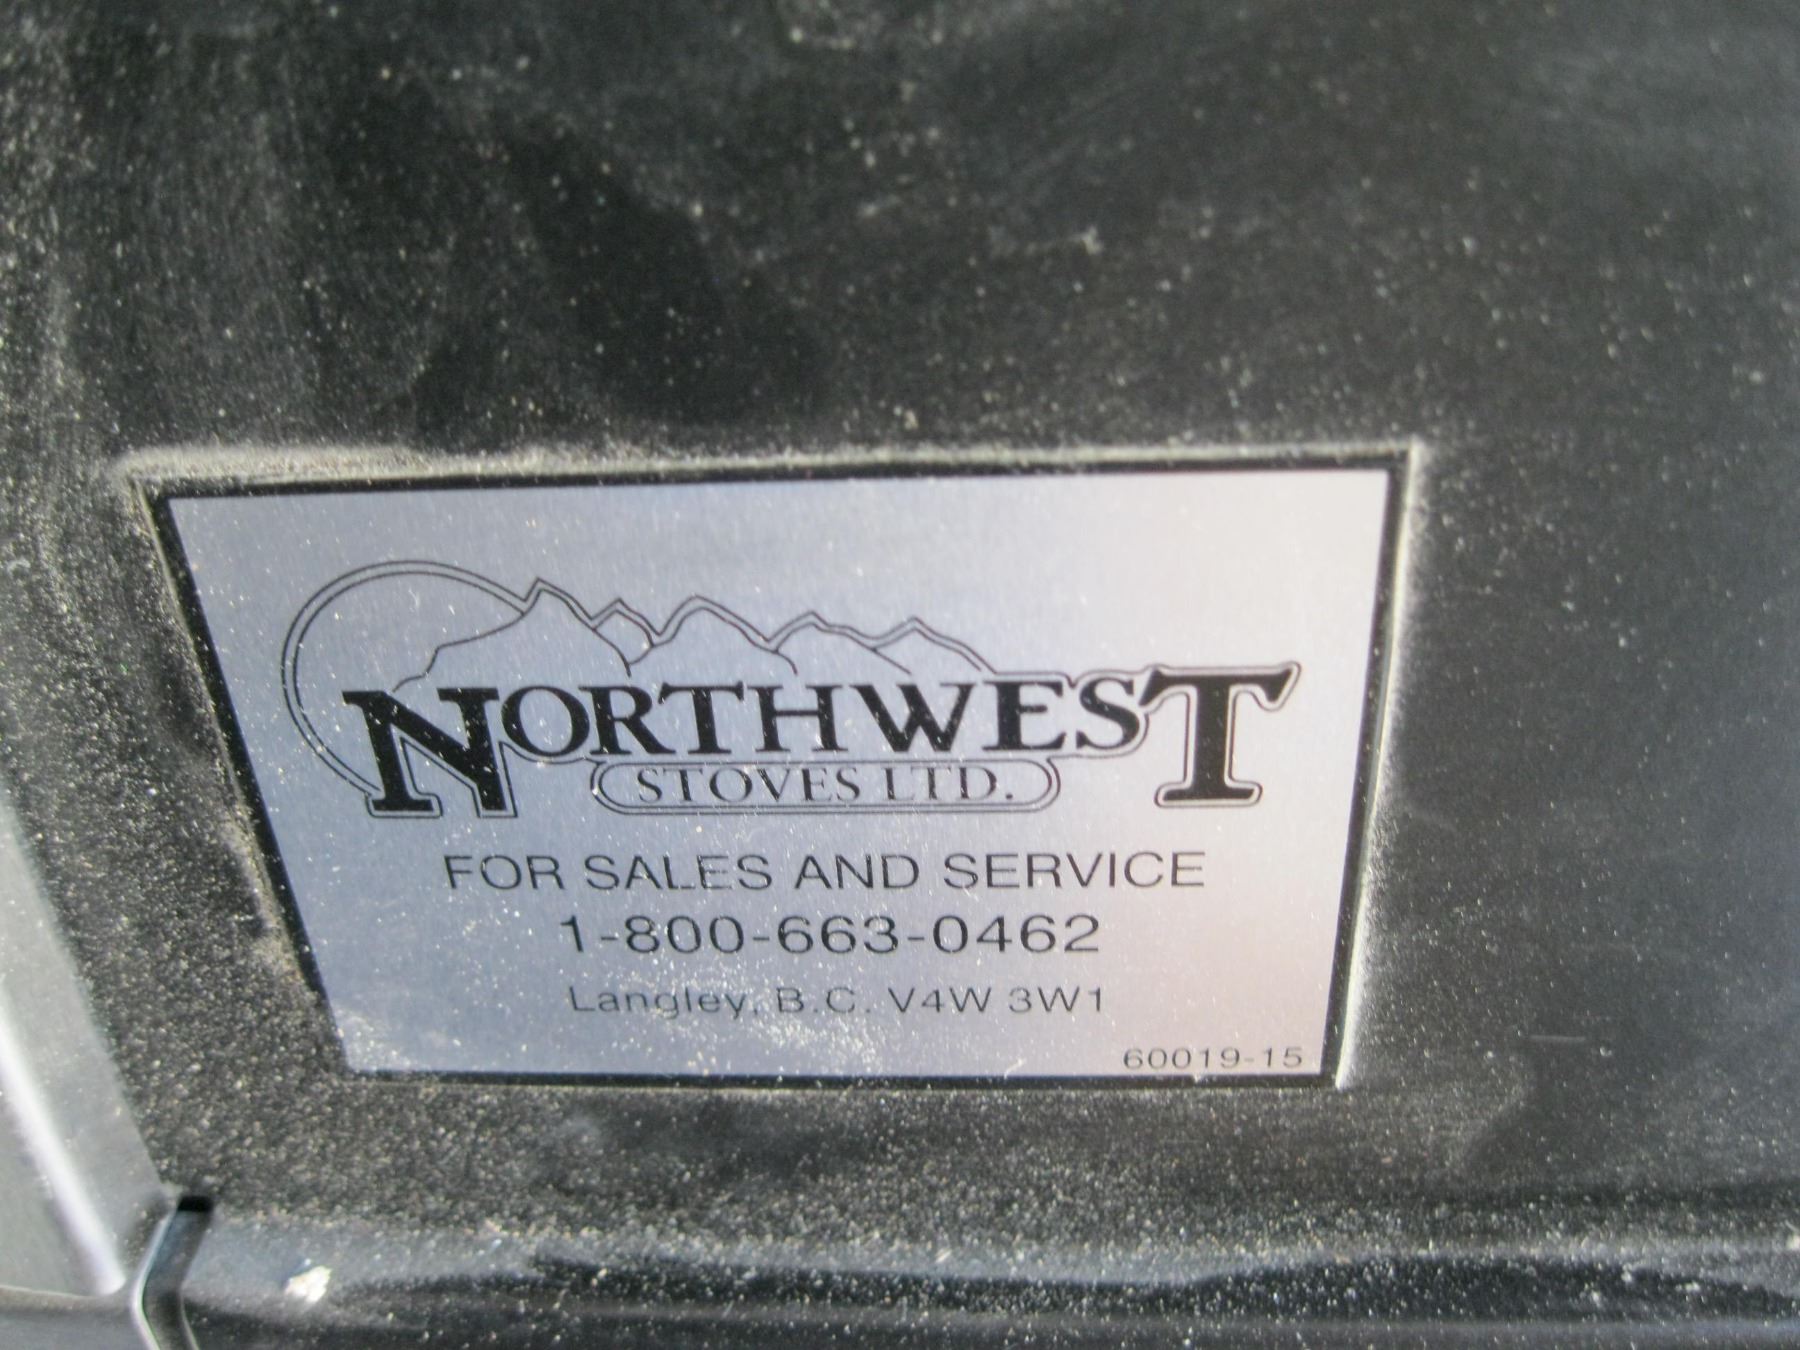 NORTHWEST
STOVES LTD.
FOR SALES AND SERVICE
1-800-663-0462
Langley, B.C. V4W 3W1
60019-15